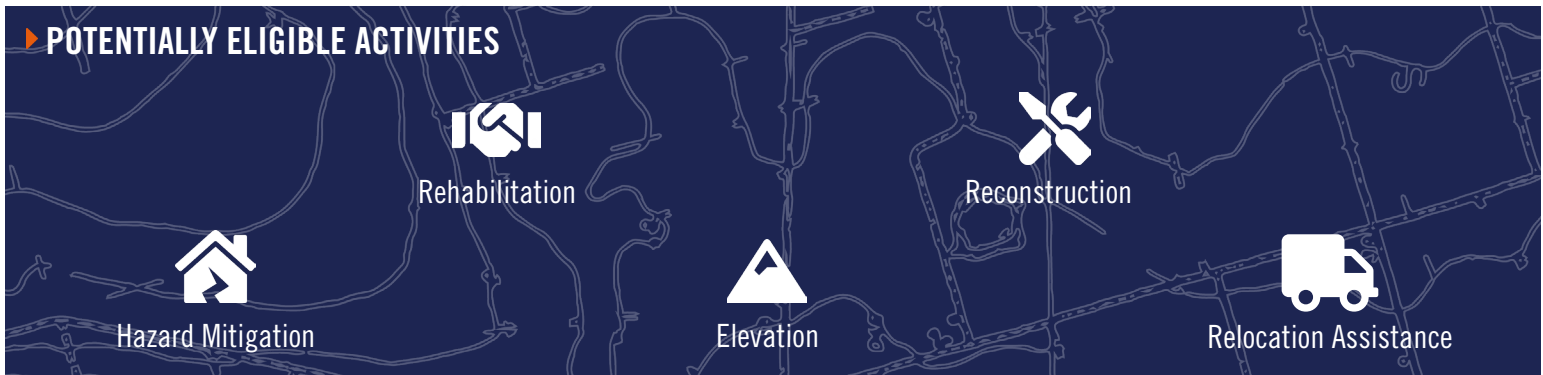 POTENTIALLY ELIGIBLE ACTIVITIES
Rehabilitation
Reconstruction
Hazard Mitigation
Elevation
Relocation Assistance